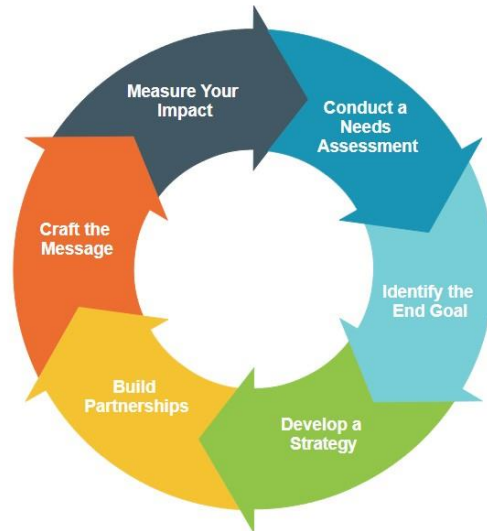 Measure Your
Impact
Conduct a
Needs
Assessment
Identify the
End Goal
Develop a
Strategy
Build
Partnerships
Craft the
Message